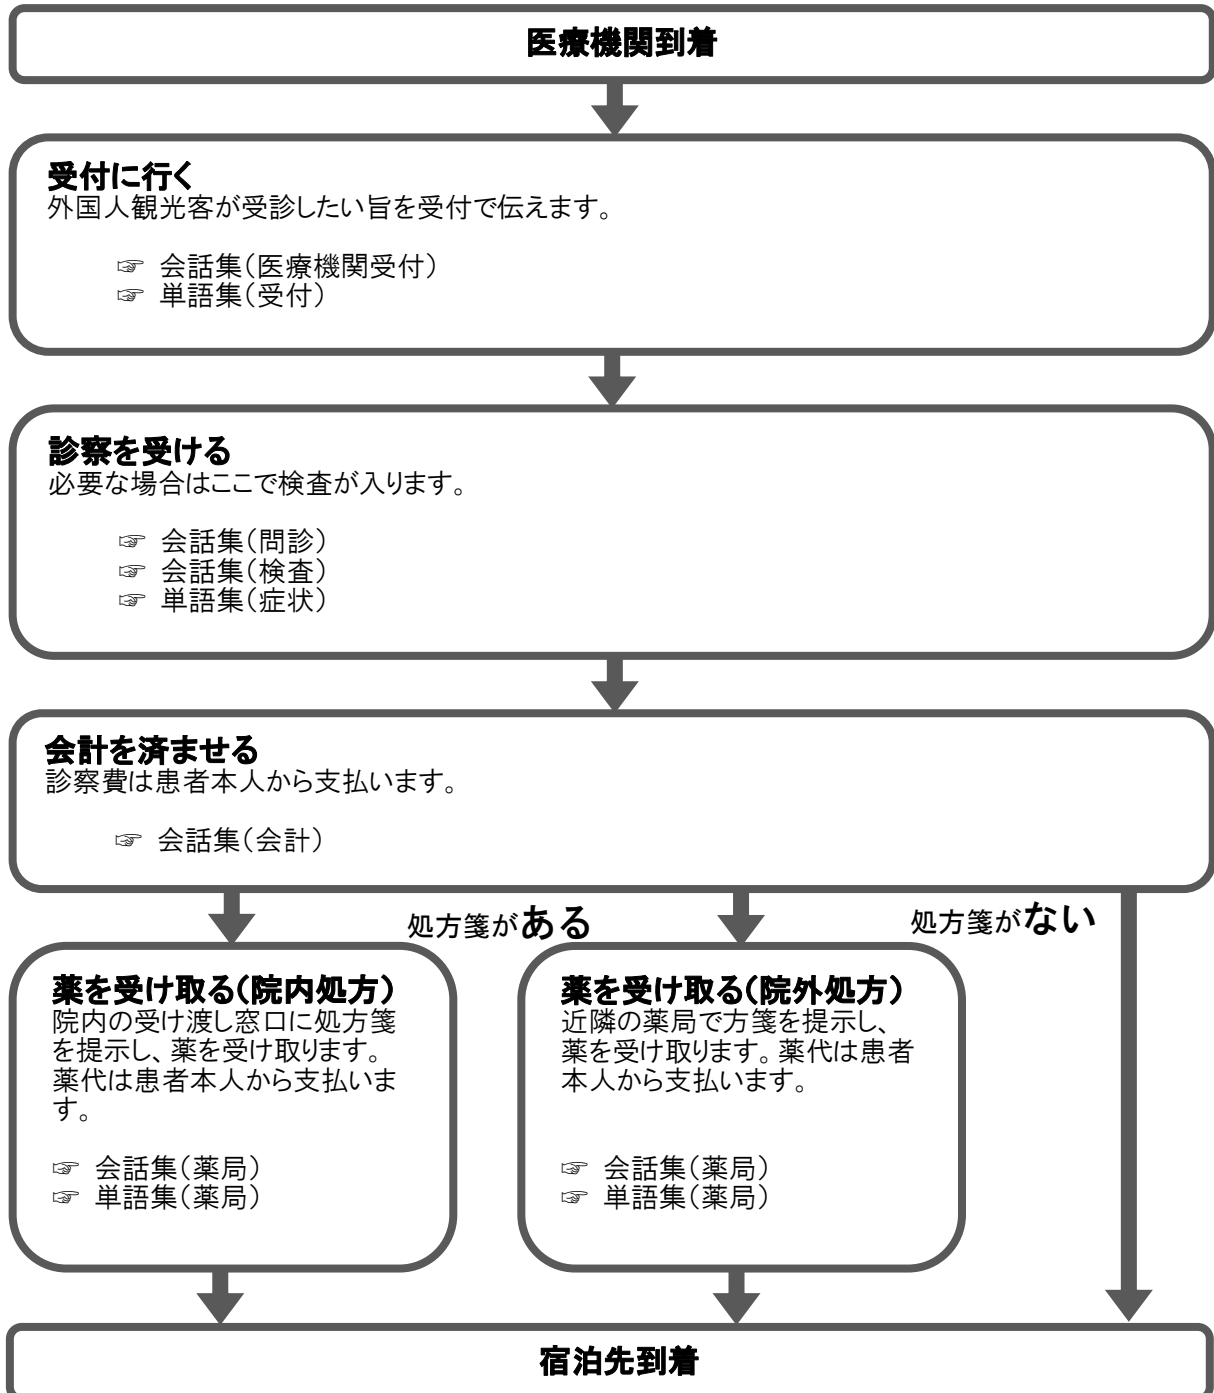 医療機関到着
受付に行く
外国人観光客が受診したい旨を受付で伝えます。
☞ 会話集(医療機関受付)
☞ 単語集(受付)
診察を受ける
必要な場合はここで検査が入ります。
☞ 会話集(問診)
☞ 会話集(検査)
☞ 単語集(症状)
会計を済ませる
診察費は患者本人から支払います。
☞ 会話集(会計)
処方箋がある
処方箋がない
薬を受け取る(院内処方)
院内の受け渡し窓口に処方箋
を提示し、薬を受け取ります。
薬代は患者本人から支払いま
す。
☞ 会話集(薬局)
☞ 単語集(薬局)
薬を受け取る(院外処方)
近隣の薬局で方箋を提示し、
薬を受け取ります。薬代は患者
本人から支払います。
☞ 会話集(薬局)
☞ 単語集(薬局)
宿泊先到着